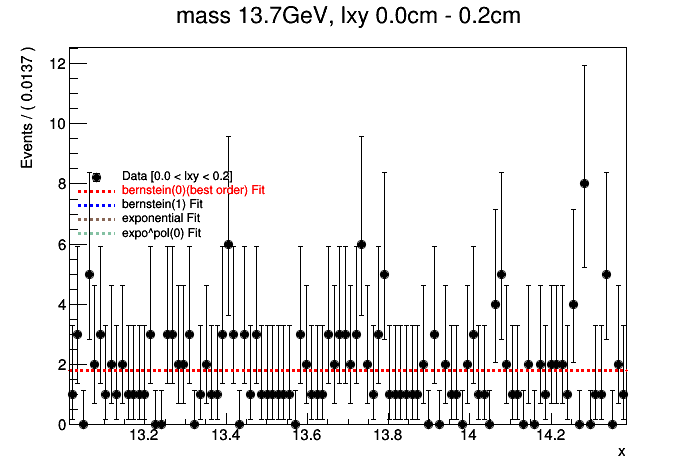 mass 13.7GeV, lxy 0.0cm - 0.2cm
Events / ( 0.0137 )
12
10
8
6
4
2
0
Data [0.0 < lxy < 0.2]
bernstein(0)(best order) Fit
bernstein(1) Fit
exponential Fit
expo^pol(0) Fit
13.2 13.4 13.6 13.8 14 14.2
x